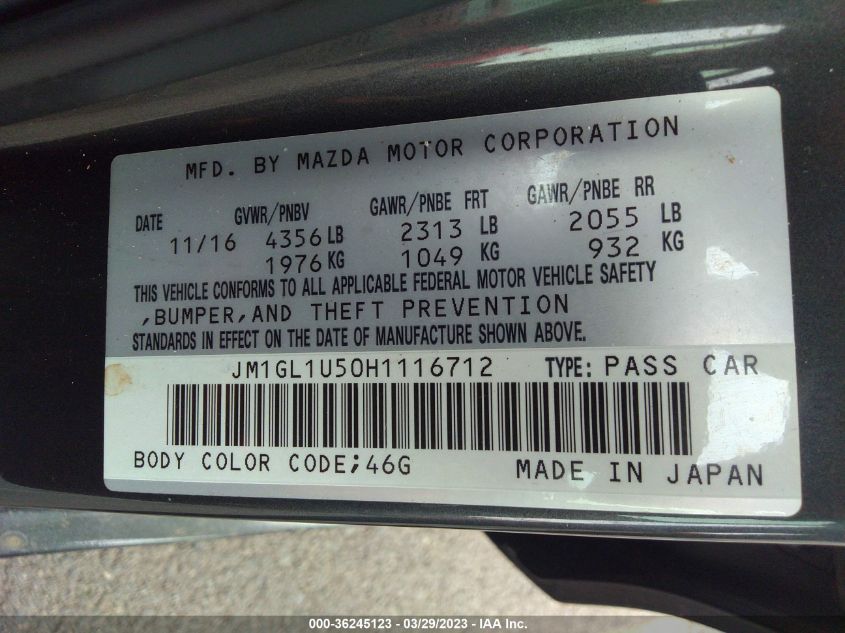 MFD. BY MAZDA MOTOR CORPORATION
DATE GVWR/PNBV GAWR/PNBE FRT GAWR/PNBE RR
11/16 4356 LB 2313 LB 2055 LB
1976 KG 1049 KG 932 KG
THIS VEHICLE CONFORMS TO ALL APPLICABLE FEDERAL MOTOR VEHICLE SAFETY
,BUMPER,AND THEFT PREVENTION
STANDARDS IN EFFECT ON THE DATE OF MANUFACTURE SHOWN ABOVE.
JM1GL1U50H1116712 TYPE: PASS CAR
BODY COLOR CODE;46G MADE IN JAPAN
000-36245123 - 03/29/2023 - IAA Inc.